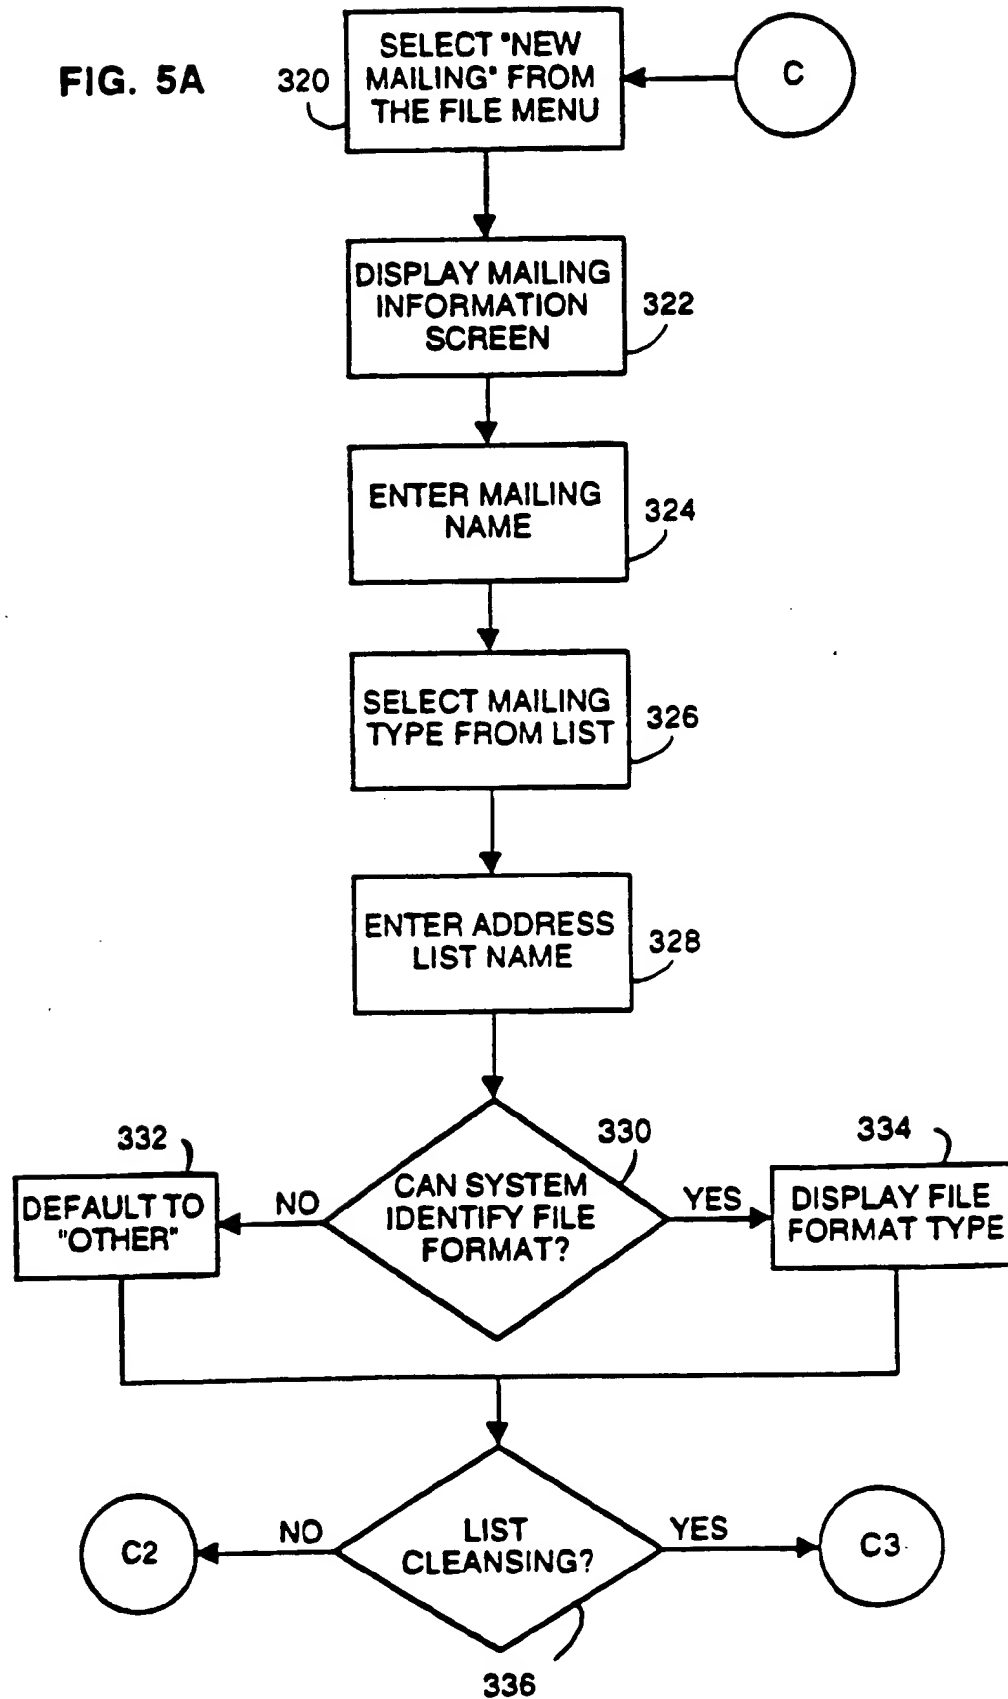 FIG. 5A
320
SELECT "NEW
MAILING" FROM
THE FILE MENU
C
DISPLAY MAILING
INFORMATION
SCREEN
322
ENTER MAILING
NAME
324
SELECT MAILING
TYPE FROM LIST
326
ENTER ADDRESS
LIST NAME
328
332
DEFAULT TO
"OTHER"
NO
330
CAN SYSTEM
IDENTIFY FILE
FORMAT?
YES
334
DISPLAY FILE
FORMAT TYPE
C2
NO
LIST
CLEANSING?
YES
C3
336